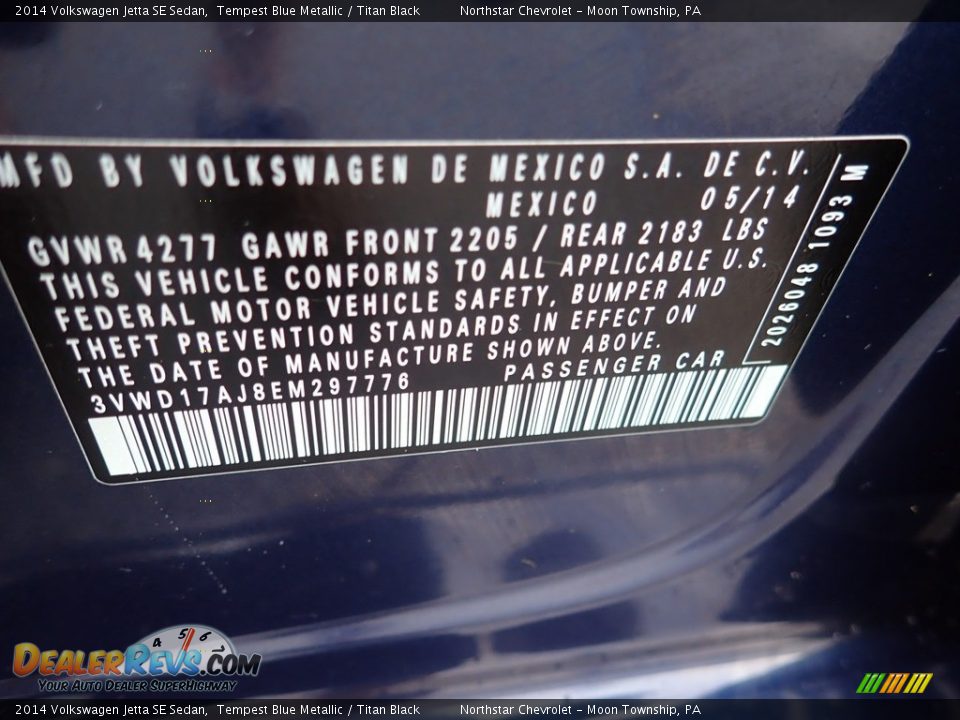 2014 Volkswagen Jetta SE Sedan,  Tempest Blue Metallic / Titan Black          Northstar Chevrolet - Moon Township, PA
MFD BY VOLKSWAGEN DE MEXICO S.A. DE C.V.
MEXICO 05/14
GVWR 4277 GAWR FRONT 2205 / REAR 2183 LBS
THIS VEHICLE CONFORMS TO ALL APPLICABLE U.S.
FEDERAL MOTOR VEHICLE SAFETY, BUMPER AND
THEFT PREVENTION STANDARDS IN EFFECT ON
THE DATE OF MANUFACTURE SHOWN ABOVE.
3VWD17AJ8EM297776 PASSENGER CAR
2026048 1093 M
4 5 6
DEALERREVS.COM
YOUR AUTO DEALER SUPERHIGHWAY
2014 Volkswagen Jetta SE Sedan,  Tempest Blue Metallic / Titan Black          Northstar Chevrolet - Moon Township, PA